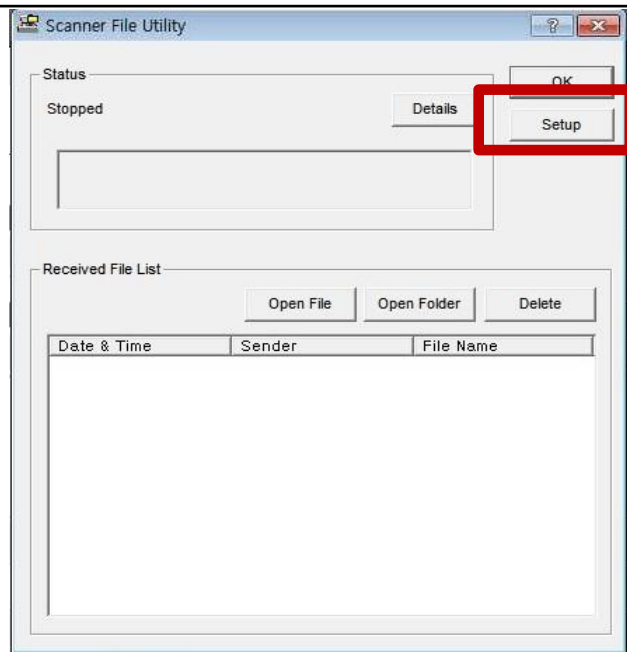 Scanner File Utility
Status
OK
Stopped
Details
Setup
Received File List
Open File
Open Folder
Delete
Date & Time
Sender
File Name